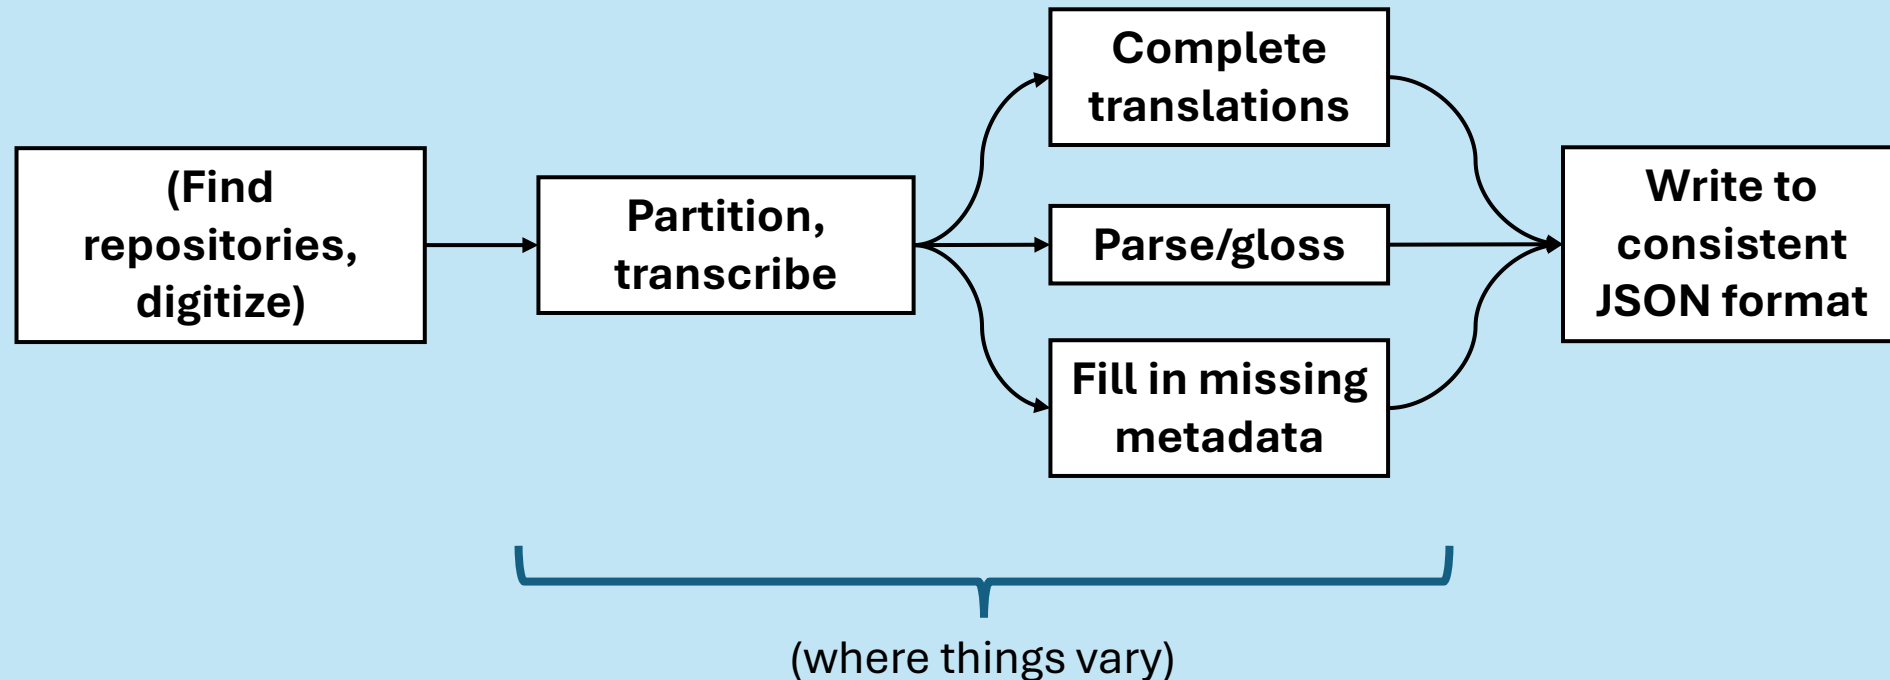 (Find
repositories,
digitize)
Partition,
transcribe
Complete
translations
Parse/gloss
Fill in missing
metadata
Write to
consistent
JSON format
(where things vary)